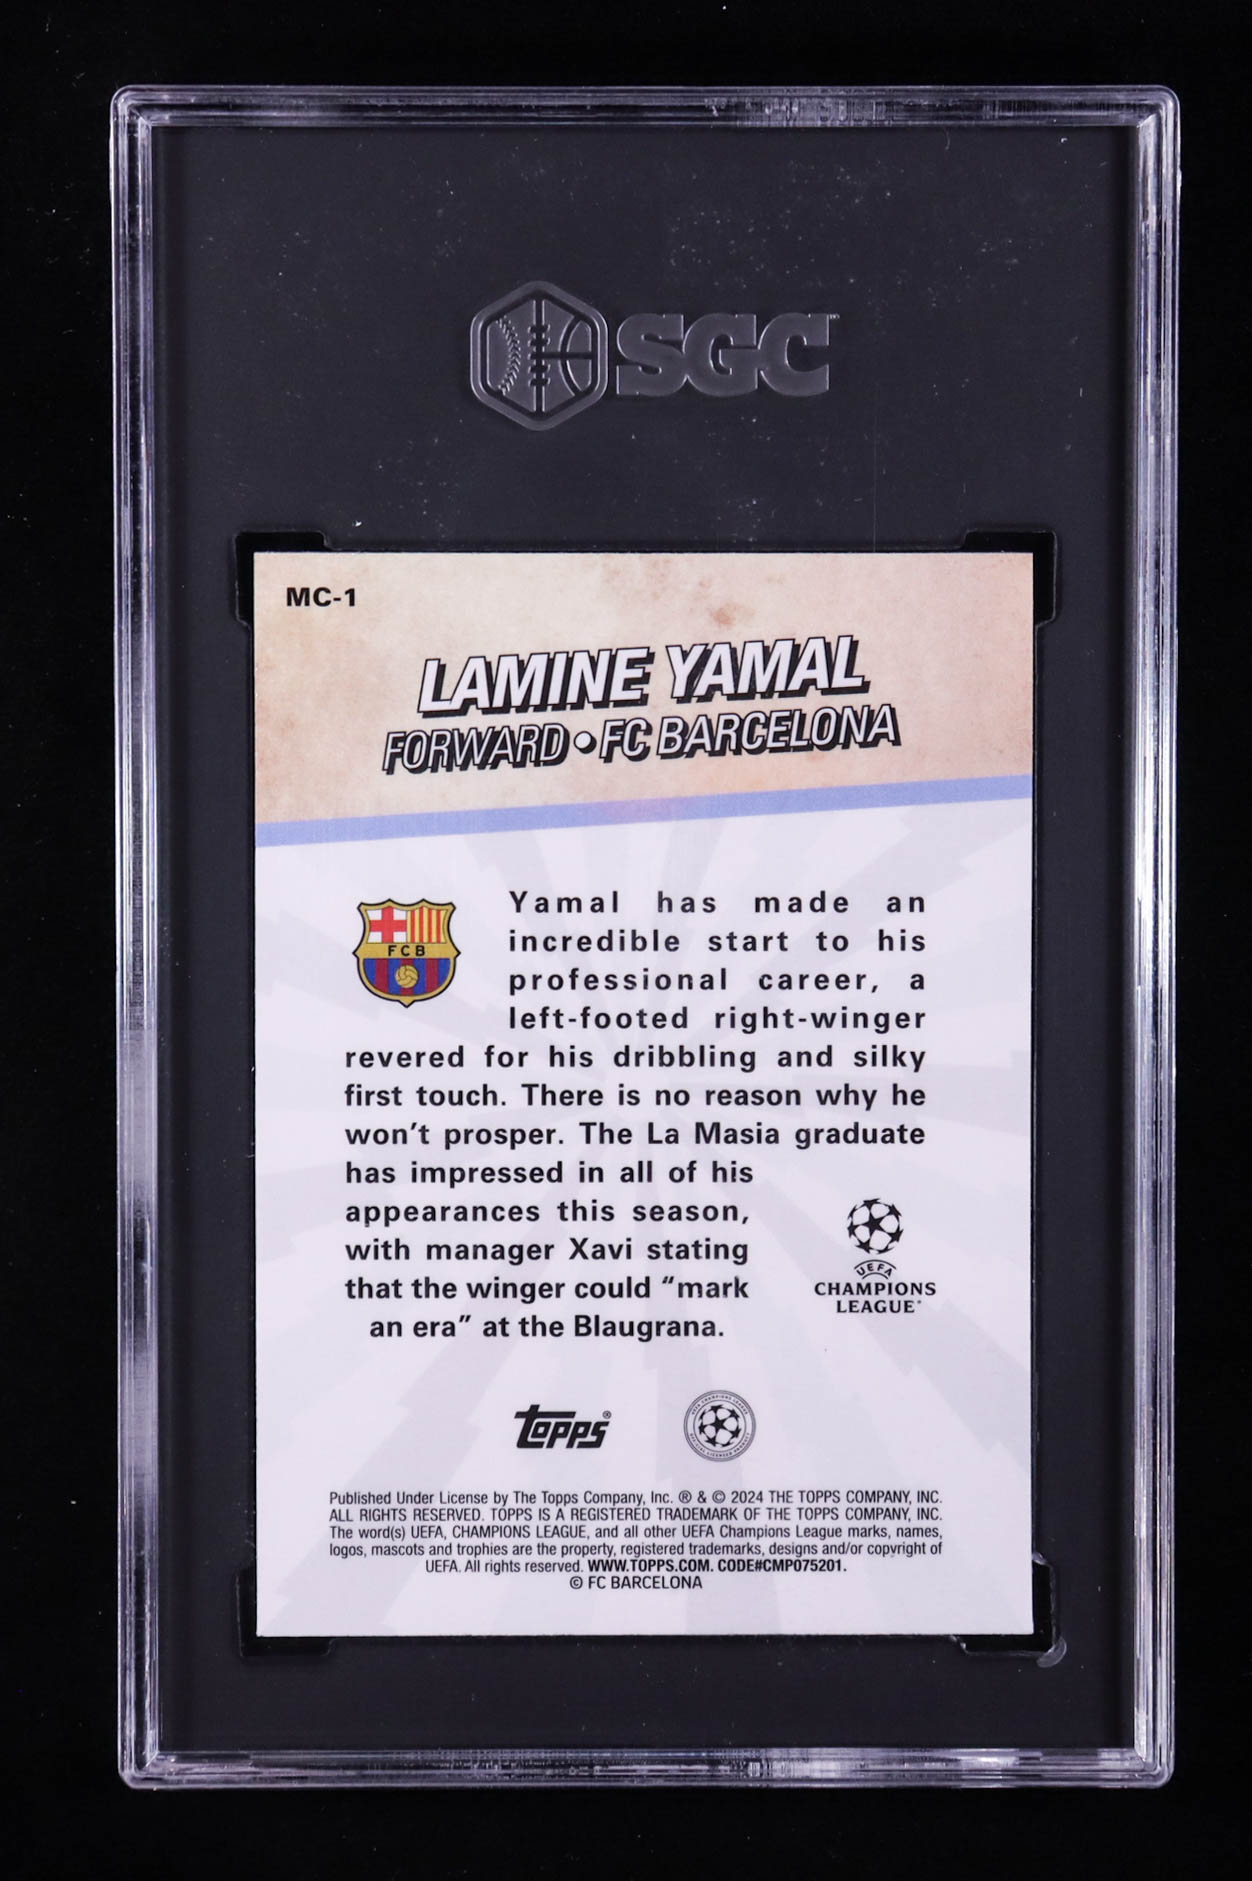 SGC
MC-1
LAMINE YAMAL
FORWARD • FC BARCELONA
Yamal has made an
incredible start to his
professional career, a
left-footed right-winger
revered for his dribbling and silky
first touch. There is no reason why he
won't prosper. The La Masia graduate
has impressed in all of his
appearances this season,
with manager Xavi stating
that the winger could "mark
an era" at the Blaugrana.
FCB
UEFA
CHAMPIONS
LEAGUE®
TOPPS®
Published Under License by The Topps Company, Inc. ® & © 2024 THE TOPPS COMPANY, INC.
ALL RIGHTS RESERVED. TOPPS IS A REGISTERED TRADEMARK OF THE TOPPS COMPANY, INC.
The word(s) UEFA, CHAMPIONS LEAGUE, and all other UEFA Champions League marks, names,
logos, mascots and trophies are the property, registered trademarks, designs and/or copyright of
UEFA. All rights reserved. WWW.TOPPS.COM. CODE#CMP075201.
© FC BARCELONA